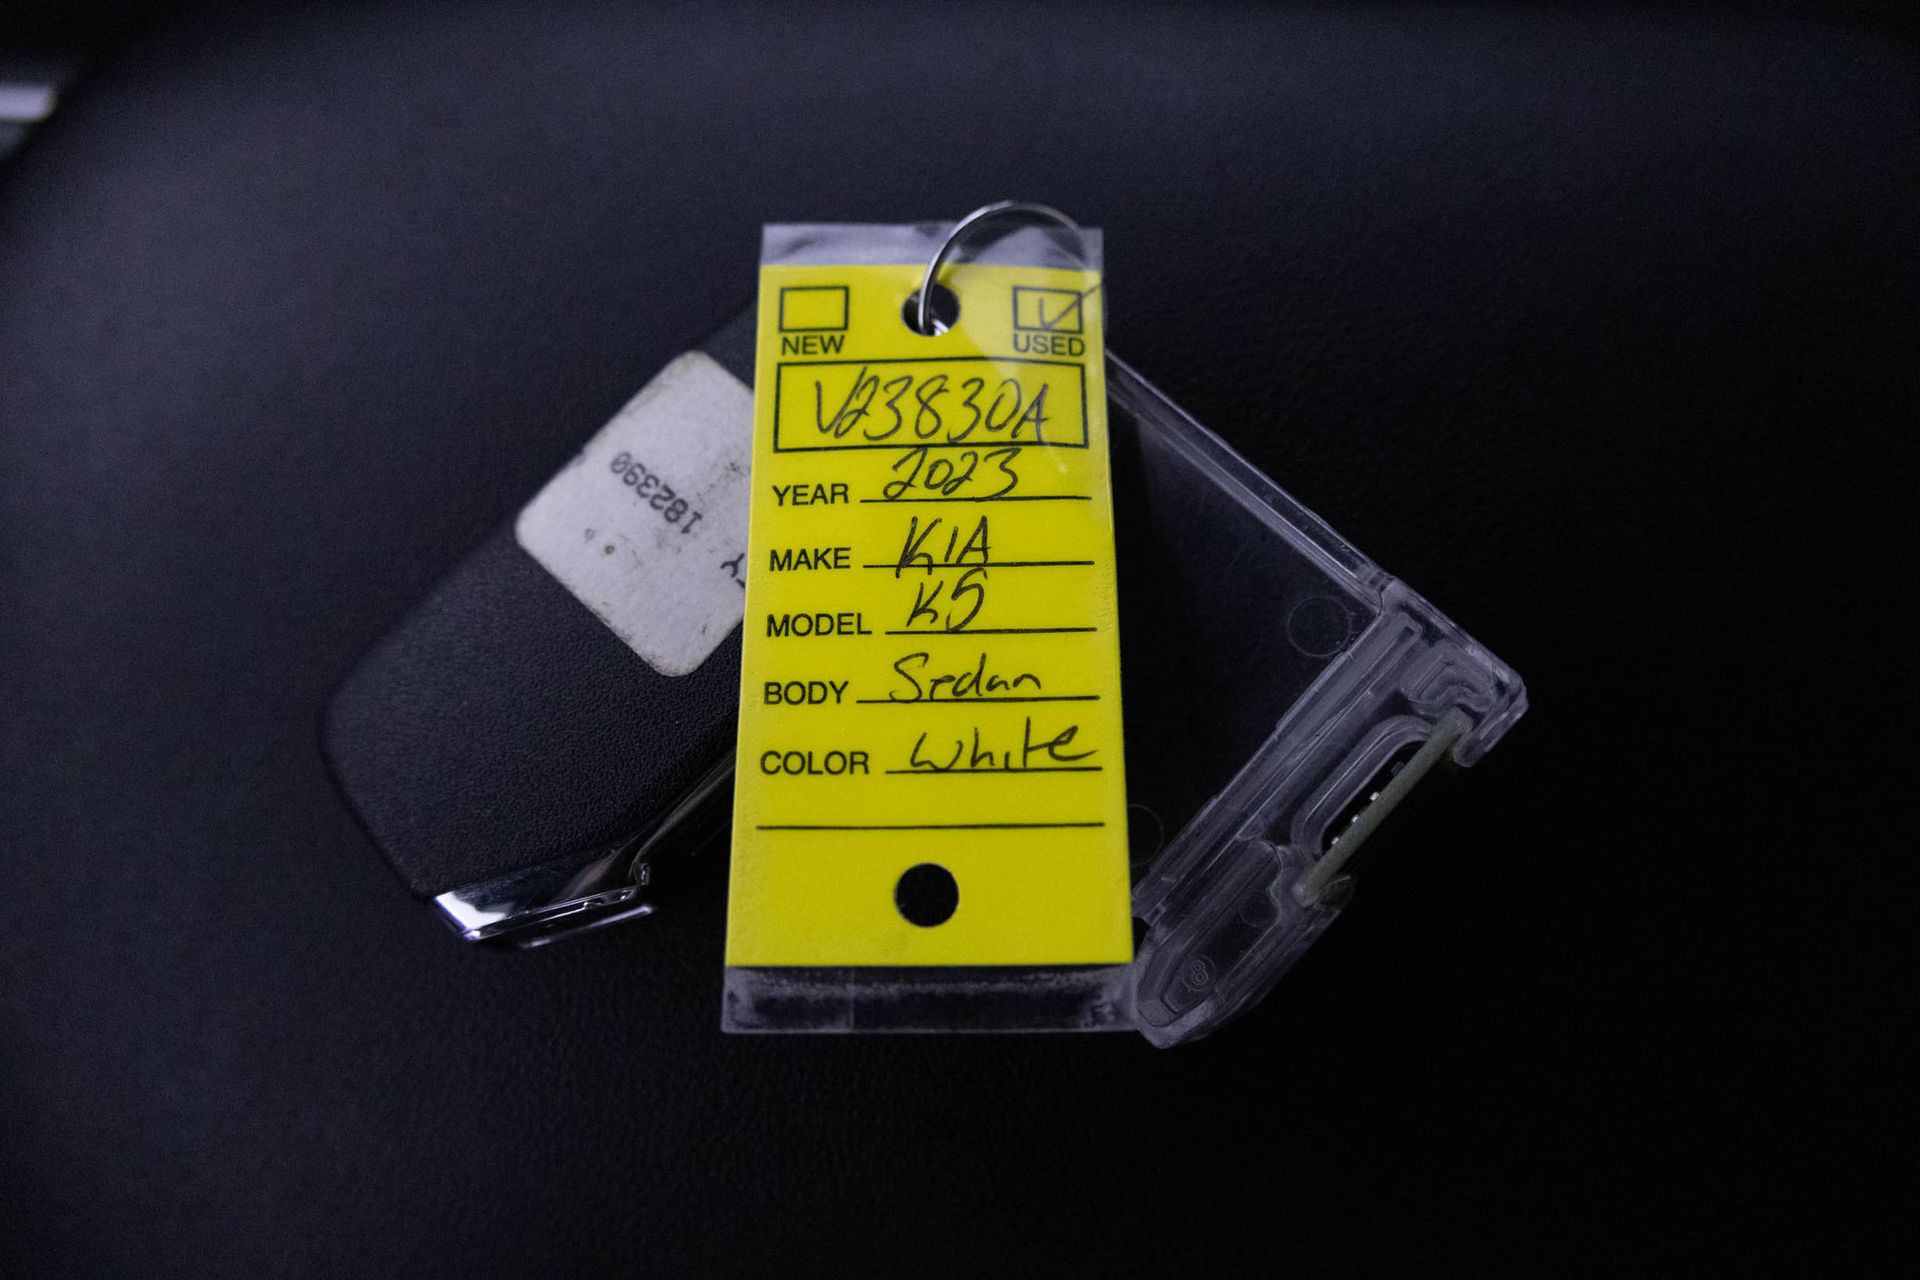 NEW USED
V23830A
YEAR 2023
MAKE KIA
MODEL K5
BODY Sedan
COLOR White
182390